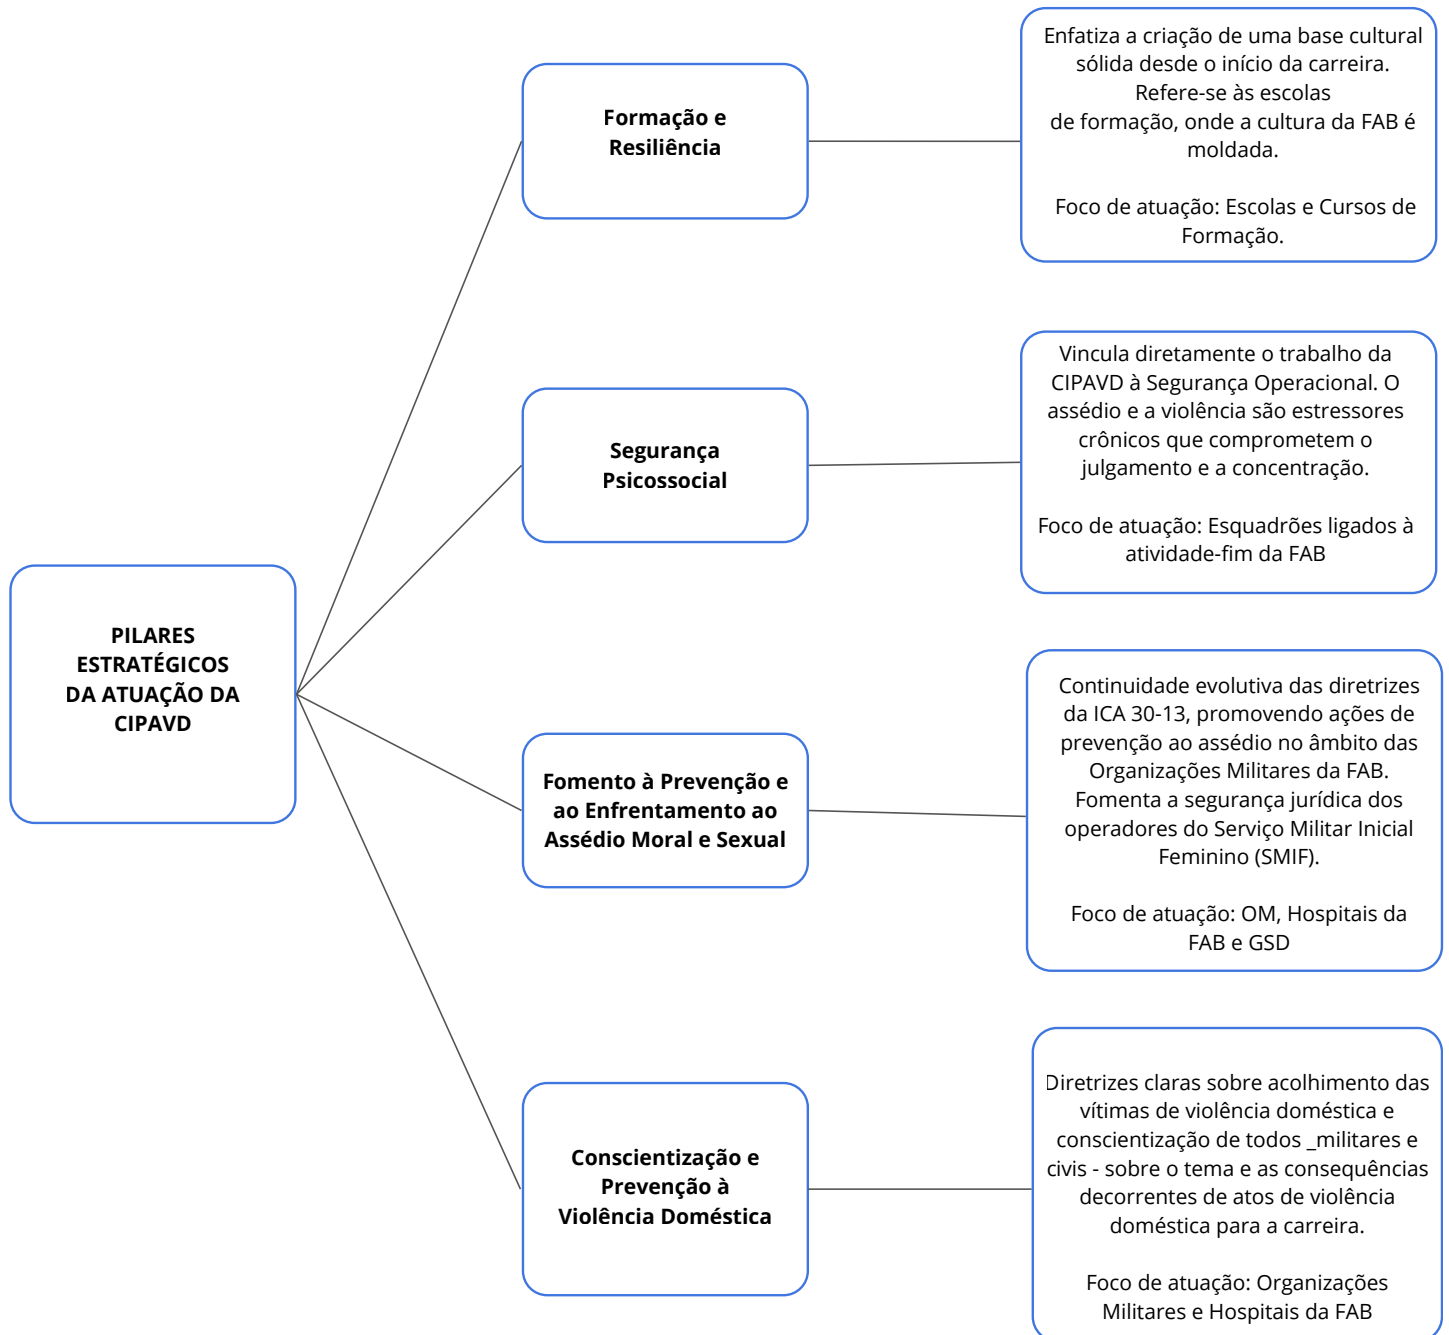 PILARES
ESTRATÉGICOS
DA ATUAÇÃO DA
CIPAVD
Formação e
Resiliência
Enfatiza a criação de uma base cultural
sólida desde o início da carreira.
Refere-se às escolas
de formação, onde a cultura da FAB é
moldada.
Foco de atuação: Escolas e Cursos de
Formação.
Segurança
Psicossocial
Vincula diretamente o trabalho da
CIPAVD à Segurança Operacional. O
assédio e a violência são estressores
crônicos que comprometem o
julgamento e a concentração.
Foco de atuação: Esquadrões ligados à
atividade-fim da FAB
Fomento à Prevenção e
ao Enfrentamento ao
Assédio Moral e Sexual
Continuidade evolutiva das diretrizes
da ICA 30-13, promovendo ações de
prevenção ao assédio no âmbito das
Organizações Militares da FAB.
Fomenta a segurança jurídica dos
operadores do Serviço Militar Inicial
Feminino (SMIF).
Foco de atuação: OM, Hospitais da
FAB e GSD
Conscientização e
Prevenção à
Violência Doméstica
Diretrizes claras sobre acolhimento das
vítimas de violência doméstica e
conscientização de todos _militares e
civis - sobre o tema e as consequências
decorrentes de atos de violência
doméstica para a carreira.
Foco de atuação: Organizações
Militares e Hospitais da FAB